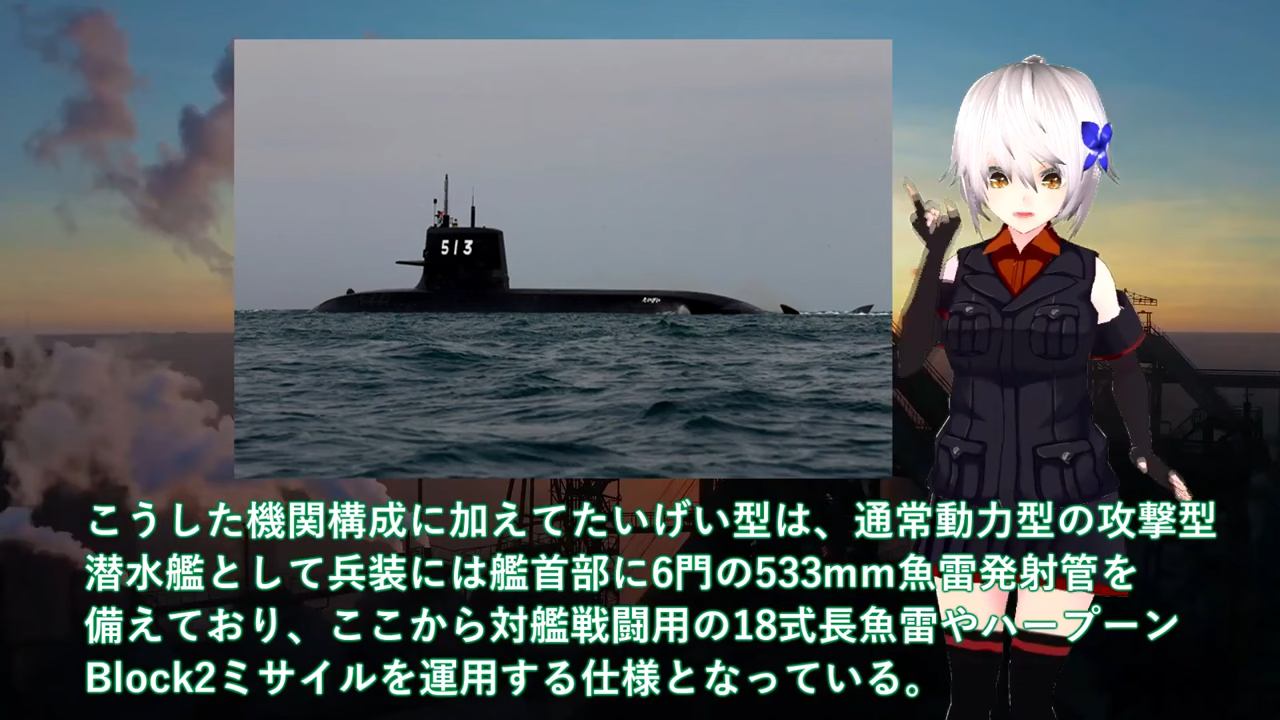 513
たいげい
こうした機関構成に加えてたいげい型は、通常動力型の攻撃型
潜水艦として兵装には艦首部に6門の533mm魚雷発射管を
備えており、ここから対艦戦闘用の18式長魚雷やハープーン
Block2ミサイルを運用する仕様となっている。